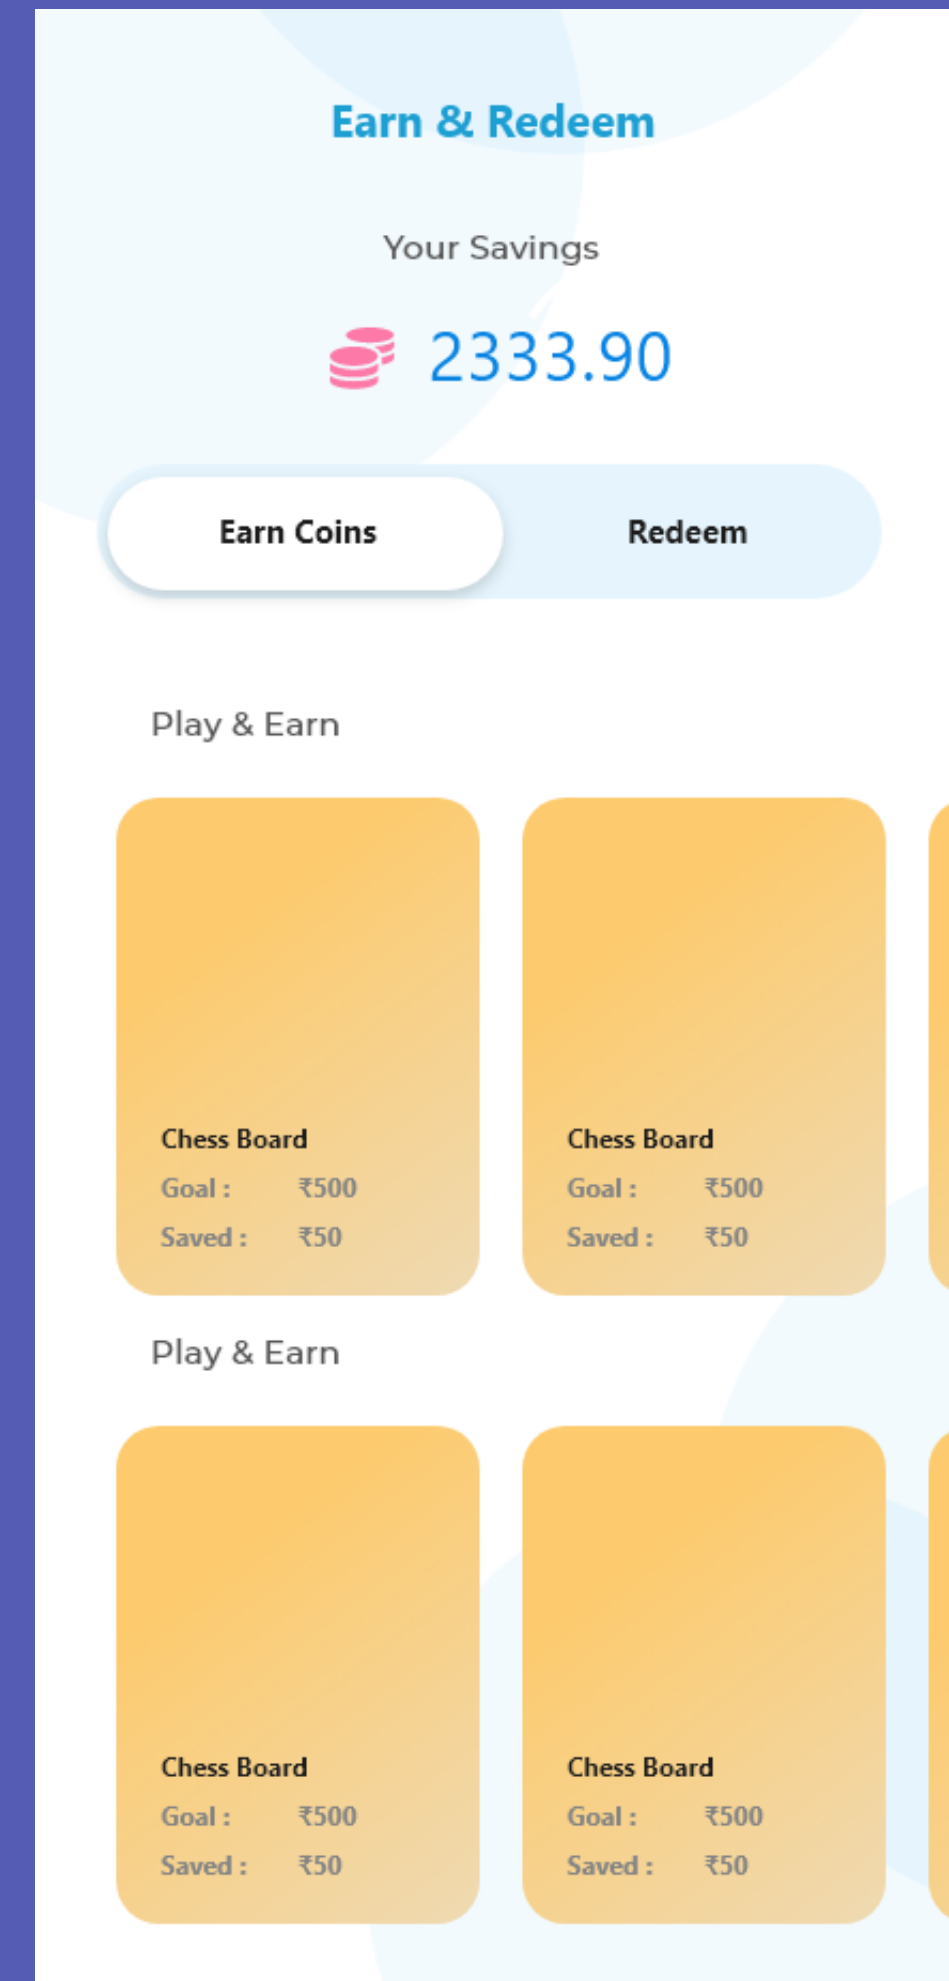 Earn & Redeem
Your Savings
2333.90
Earn Coins Redeem
Play & Earn
Chess Board Chess Board
Goal : ₹500 Goal : ₹500
Saved : ₹50 Saved : ₹50
Play & Earn
Chess Board Chess Board
Goal : ₹500 Goal : ₹500
Saved : ₹50 Saved : ₹50